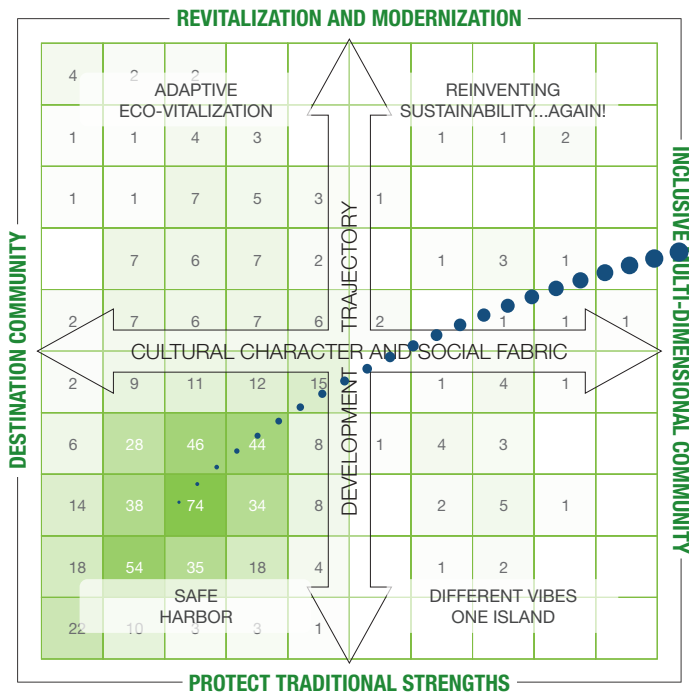 REVITALIZATION AND MODERNIZATION
4 2 2
ADAPTIVE
ECO-VITALIZATION
REINVENTING
SUSTAINABILITY...AGAIN!
1 1 4 3 1 1 2
1 1 7 5 3 1
7 6 7 2 1 3 1
2 7 6 7 6 2 1 1 1
CULTURAL CHARACTER AND SOCIAL FABRIC
DEVELOPMENT TRAJECTORY
2 9 11 12 15 1 4 1
6 28 46 44 8 1 4 3
14 38 74 34 8 2 5 1
18 54 35 18 4 1 2
SAFE
HARBOR
DIFFERENT VIBES
ONE ISLAND
22 10 3 3 1
DESTINATION COMMUNITY
INCLUSIVE MULTI-DIMENSIONAL COMMUNITY
PROTECT TRADITIONAL STRENGTHS